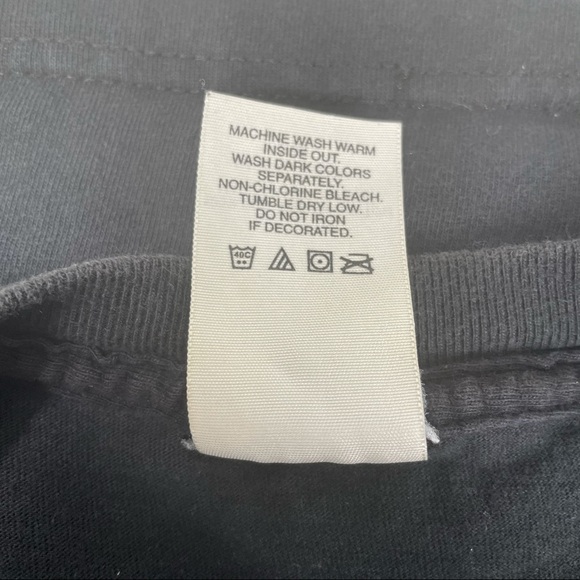 MACHINE WASH WARM
INSIDE OUT.
WASH DARK COLORS
SEPARATELY.
NON-CHLORINE BLEACH.
TUMBLE DRY LOW.
DO NOT IRON
IF DECORATED.
40C